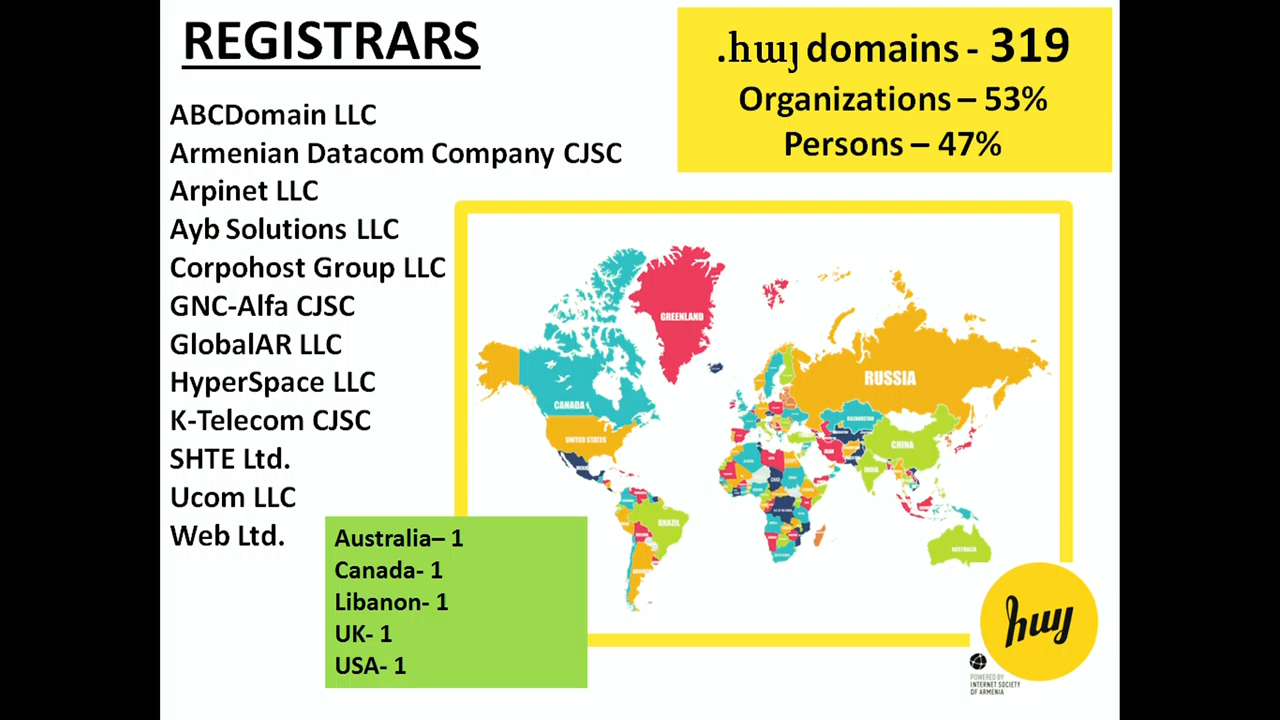 REGISTRARS
ABCDomain LLC
Armenian Datacom Company CJSC
Arpinet LLC
Ayb Solutions LLC
Corpohost Group LLC
GNC-Alfa CJSC
GlobalAR LLC
HyperSpace LLC
K-Telecom CJSC
SHTE Ltd.
Ucom LLC
Web Ltd.
.հայ domains - 319
Organizations – 53%
Persons – 47%
GREENLAND
RUSSIA
CANADA
KAZAKHSTAN
UNITED STATES
CHINA
IRAN
INDIA
BRAZIL
AUSTRALIA
Australia– 1
Canada- 1
Libanon- 1
UK- 1
USA- 1
հայ
POWERED BY
INTERNET SOCIETY
OF ARMENIA